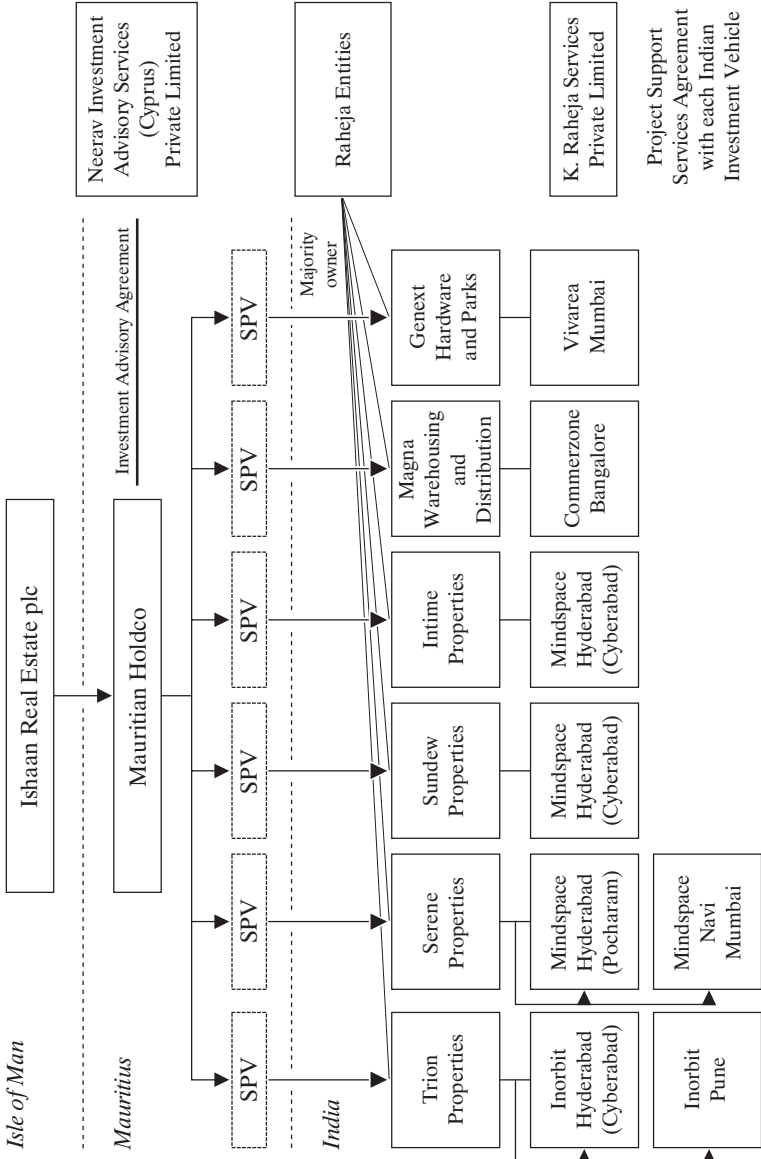 Isle of Man
Ishaan Real Estate plc
Mauritius
Mauritian Holdco
Investment Advisory Agreement
Neerav Investment
Advisory Services
(Cyprus)
Private Limited
SPV
SPV
SPV
SPV
SPV
SPV
India
Majority
owner
Raheja Entities
Trion
Properties
Serene
Properties
Sundew
Properties
Intime
Properties
Magna
Warehousing
and
Distribution
Genext
Hardware
and Parks
Inorbit
Hyderabad
(Cyberabad)
Mindspace
Hyderabad
(Pocharam)
Mindspace
Hyderabad
(Cyberabad)
Mindspace
Hyderabad
(Cyberabad)
Commerzone
Bangalore
Vivarea
Mumbai
K. Raheja Services
Private Limited
Inorbit
Pune
Mindspace
Navi
Mumbai
Project Support
Services Agreement
with each Indian
Investment Vehicle